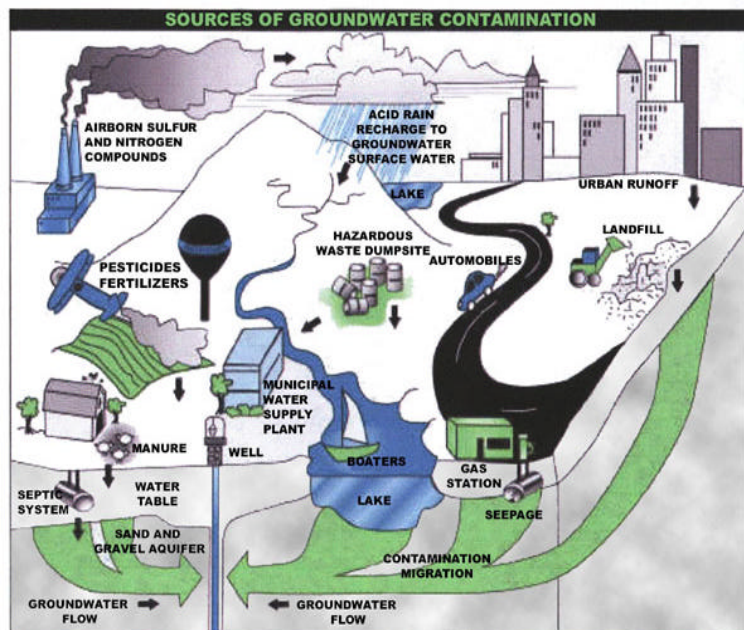 SOURCES OF GROUNDWATER CONTAMINATION
AIRBORN SULFUR
AND NITROGEN
COMPOUNDS
ACID RAIN
RECHARGE TO
GROUNDWATER
SURFACE WATER
LAKE
URBAN RUNOFF
HAZARDOUS
WASTE DUMPSITE
AUTOMOBILES
LANDFILL
PESTICIDES
FERTILIZERS
MUNICIPAL
WATER
SUPPLY
PLANT
MANURE
WELL
BOATERS
GAS
STATION
SEPTIC
SYSTEM
WATER
TABLE
LAKE
SEEPAGE
SAND AND
GRAVEL AQUIFER
CONTAMINATION
MIGRATION
GROUNDWATER
FLOW
GROUNDWATER
FLOW